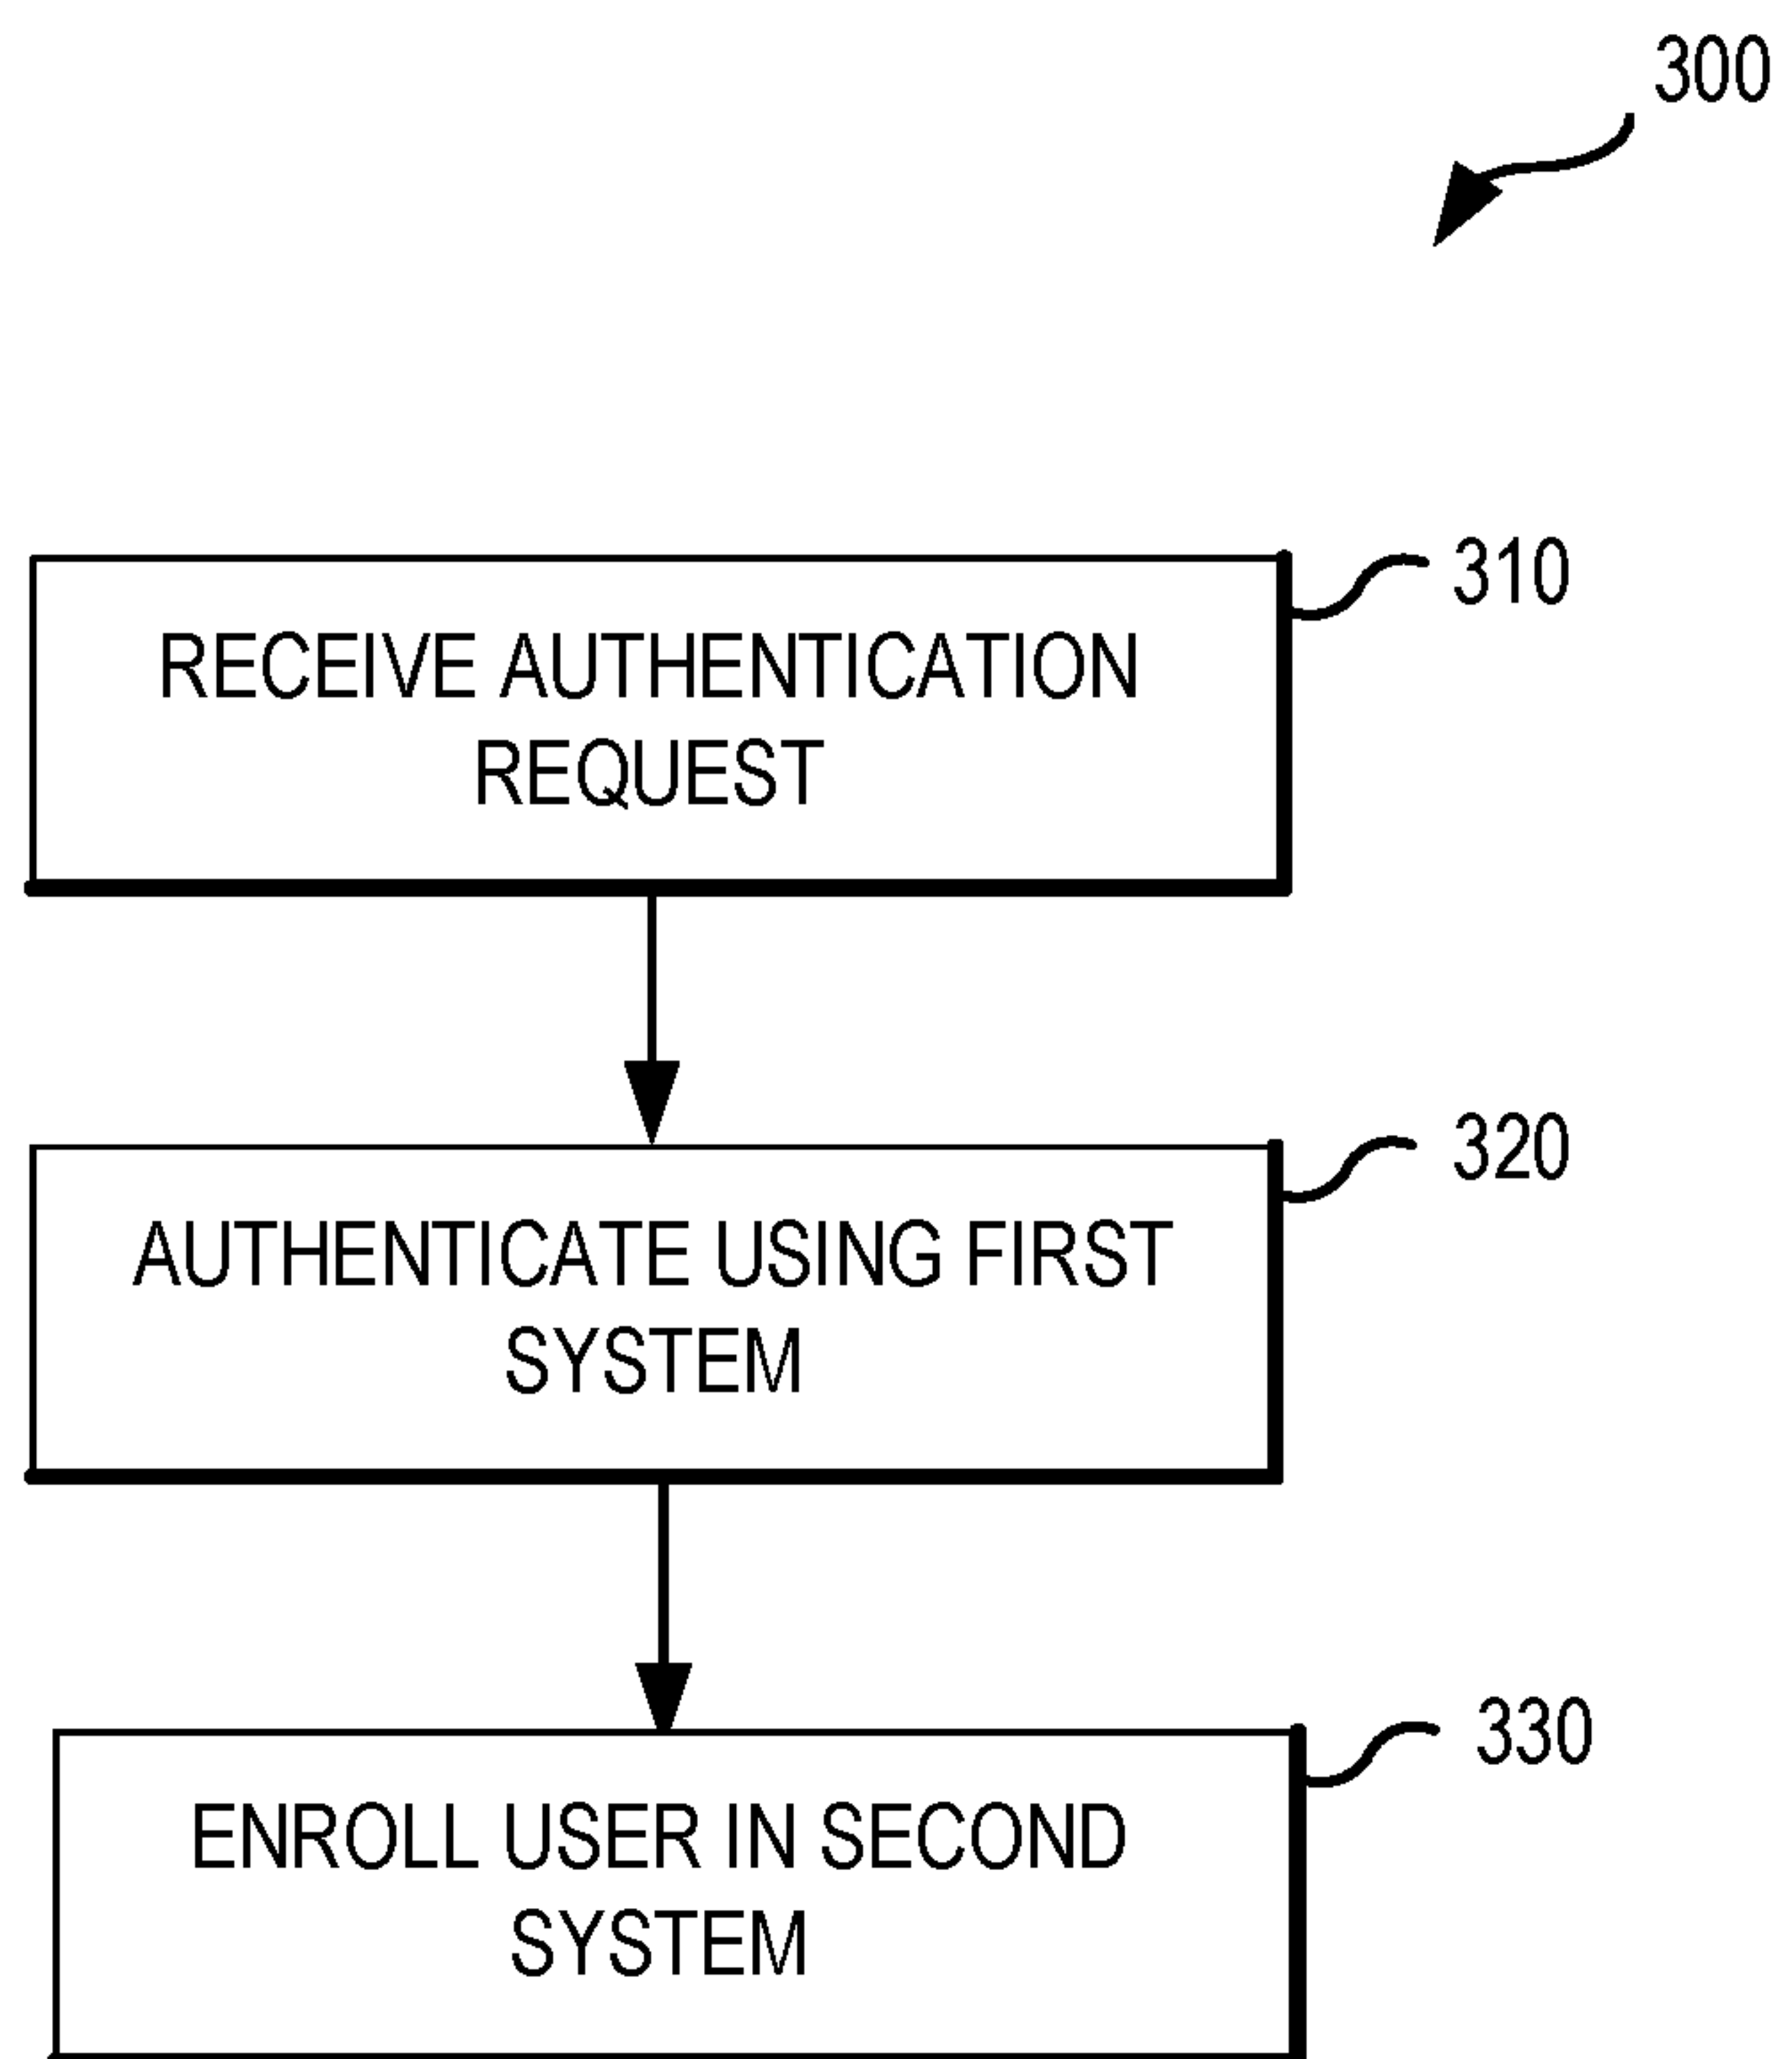 300
310
RECEIVE AUTHENTICATION
REQUEST
320
AUTHENTICATE USING FIRST
SYSTEM
330
ENROLL USER IN SECOND
SYSTEM